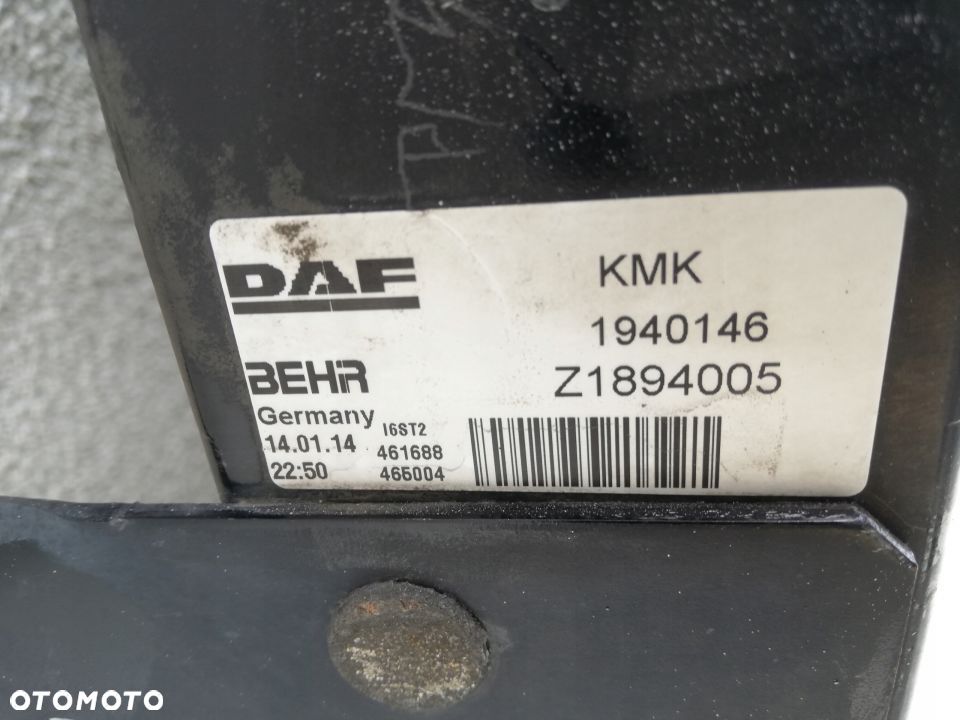 DAF
KMK
1940146
BEHR
Z1894005
Germany
14.01.14
I6ST2
461688
22:50
465004
OTOMOTO